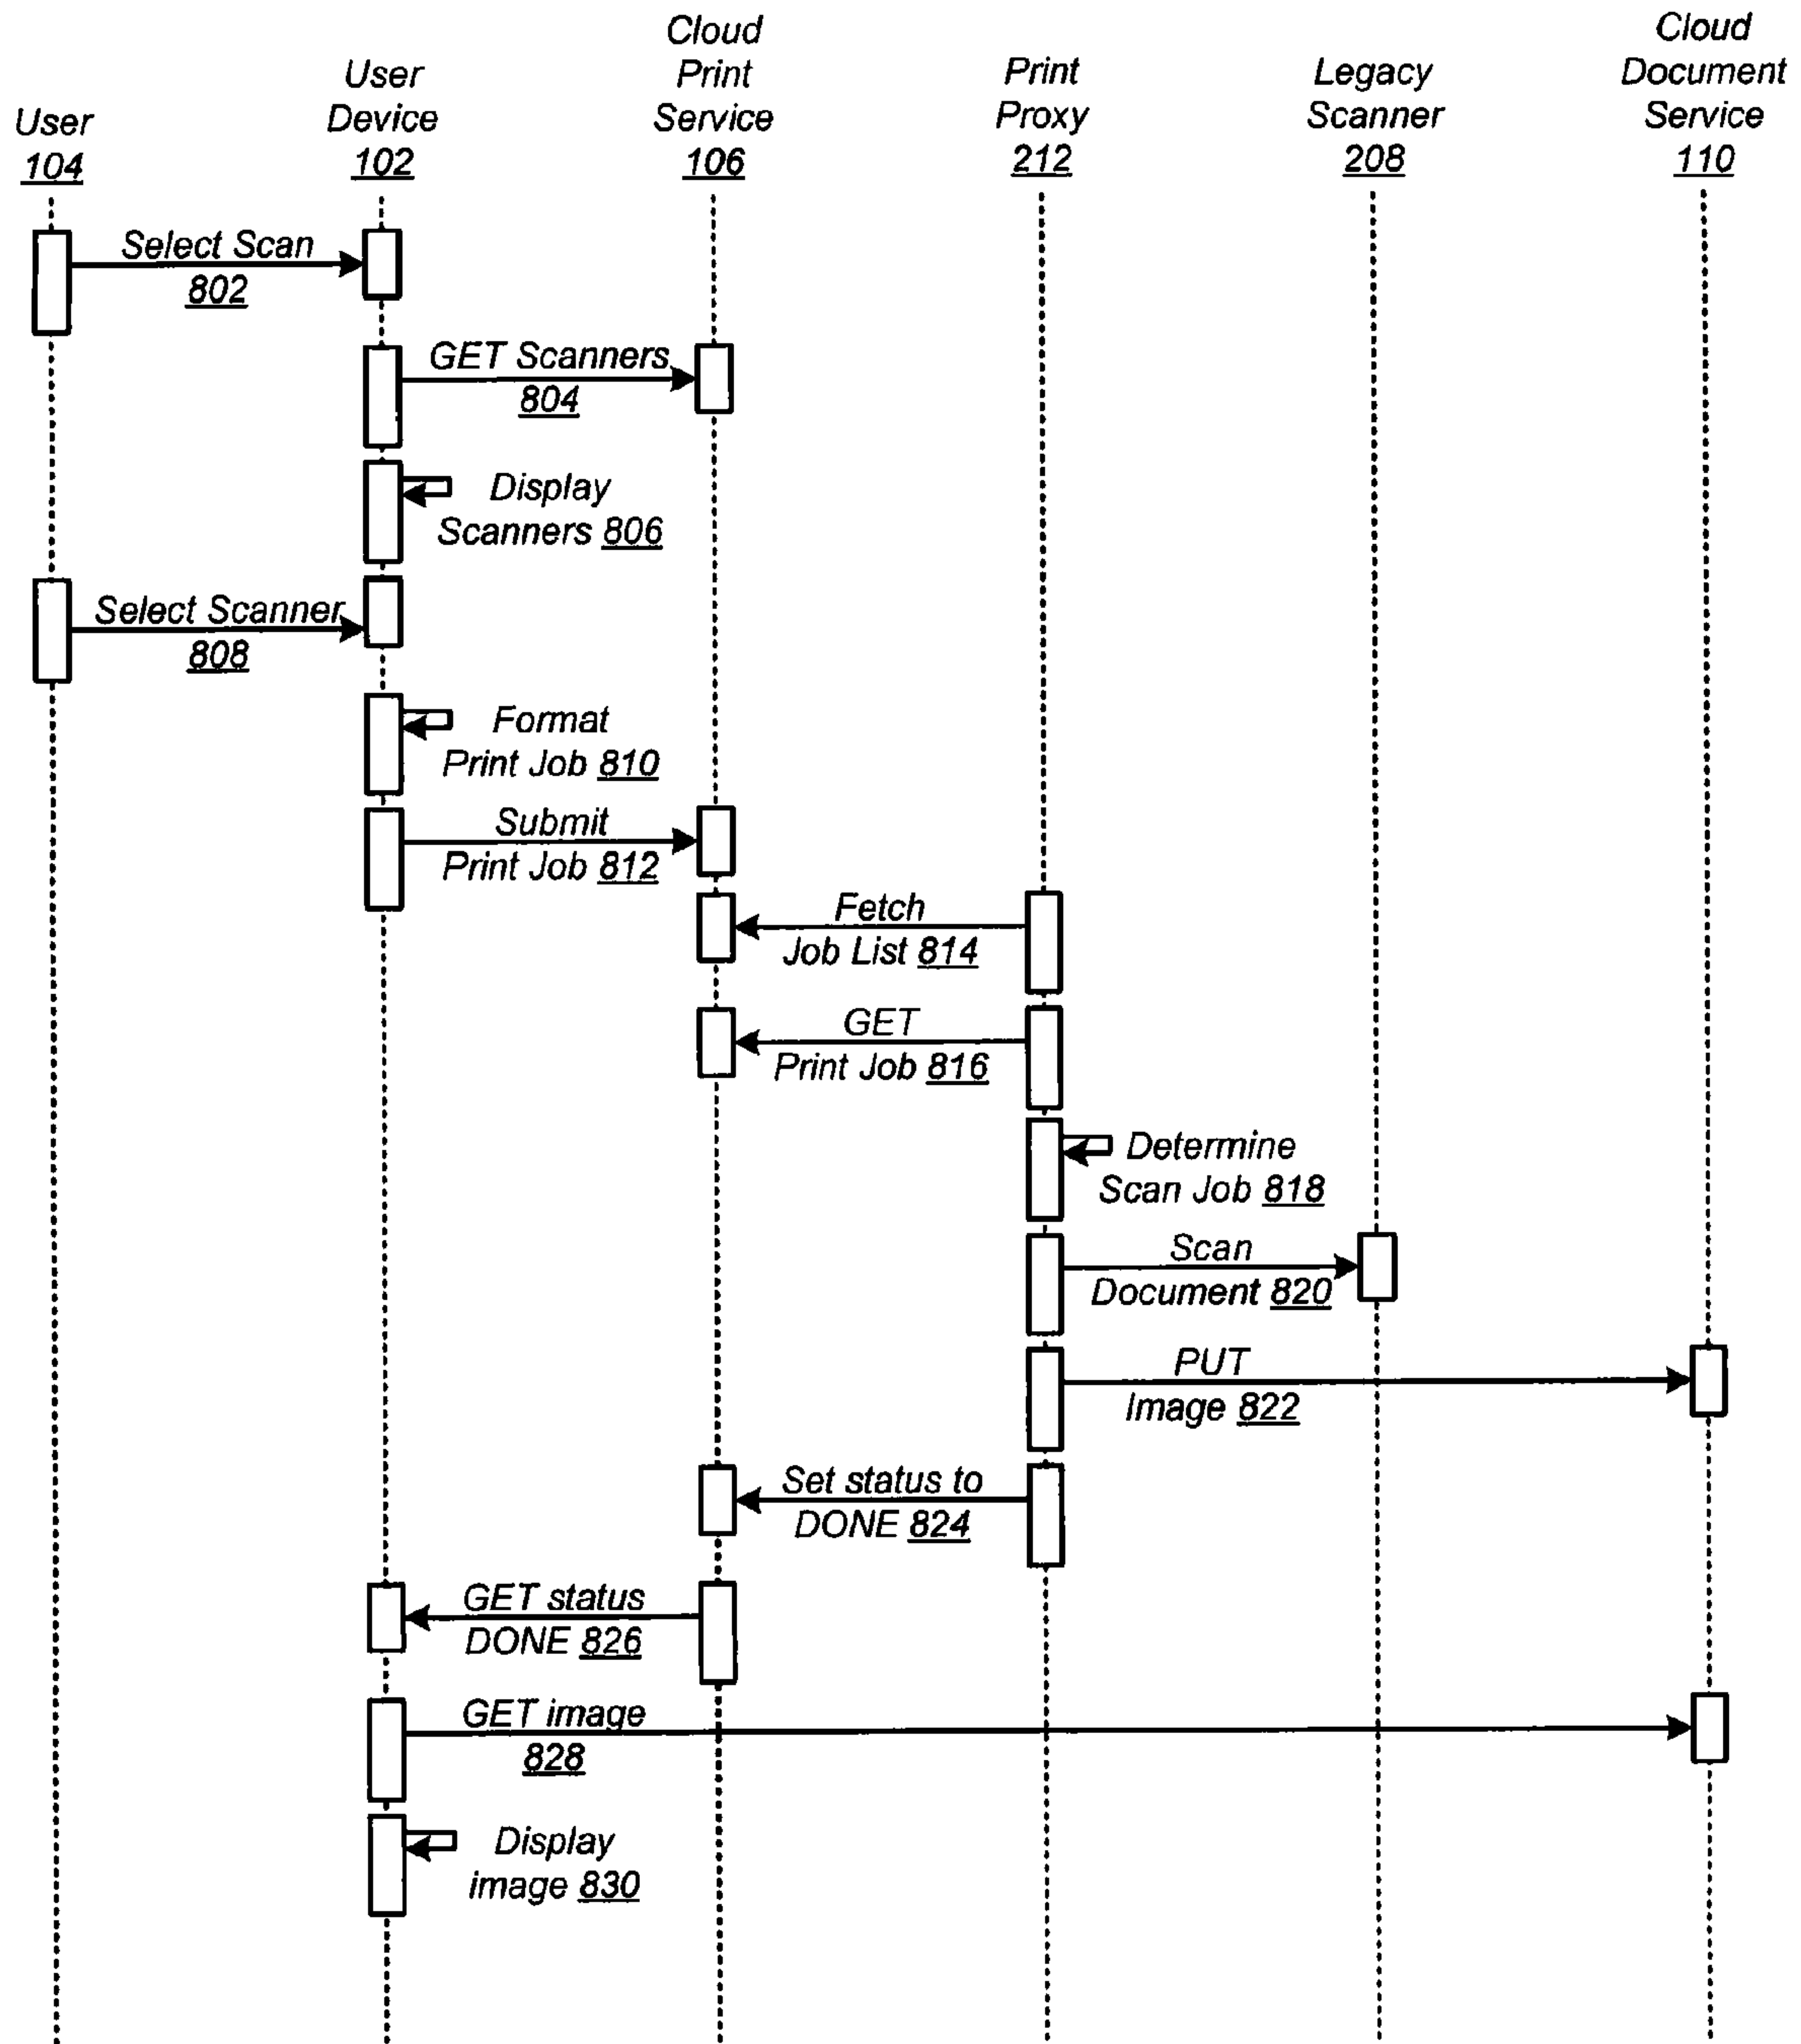 User
104
User
Device
102
Cloud
Print
Service
106
Print
Proxy
212
Legacy
Scanner
208
Cloud
Document
Service
110
Select Scan
802
GET Scanners
804
Display
Scanners 806
Select Scanner
808
Format
Print Job 810
Submit
Print Job 812
Fetch
Job List 814
GET
Print Job 816
Determine
Scan Job 818
Scan
Document 820
PUT
Image 822
Set status to
DONE 824
GET status
DONE 826
GET image
828
Display
image 830